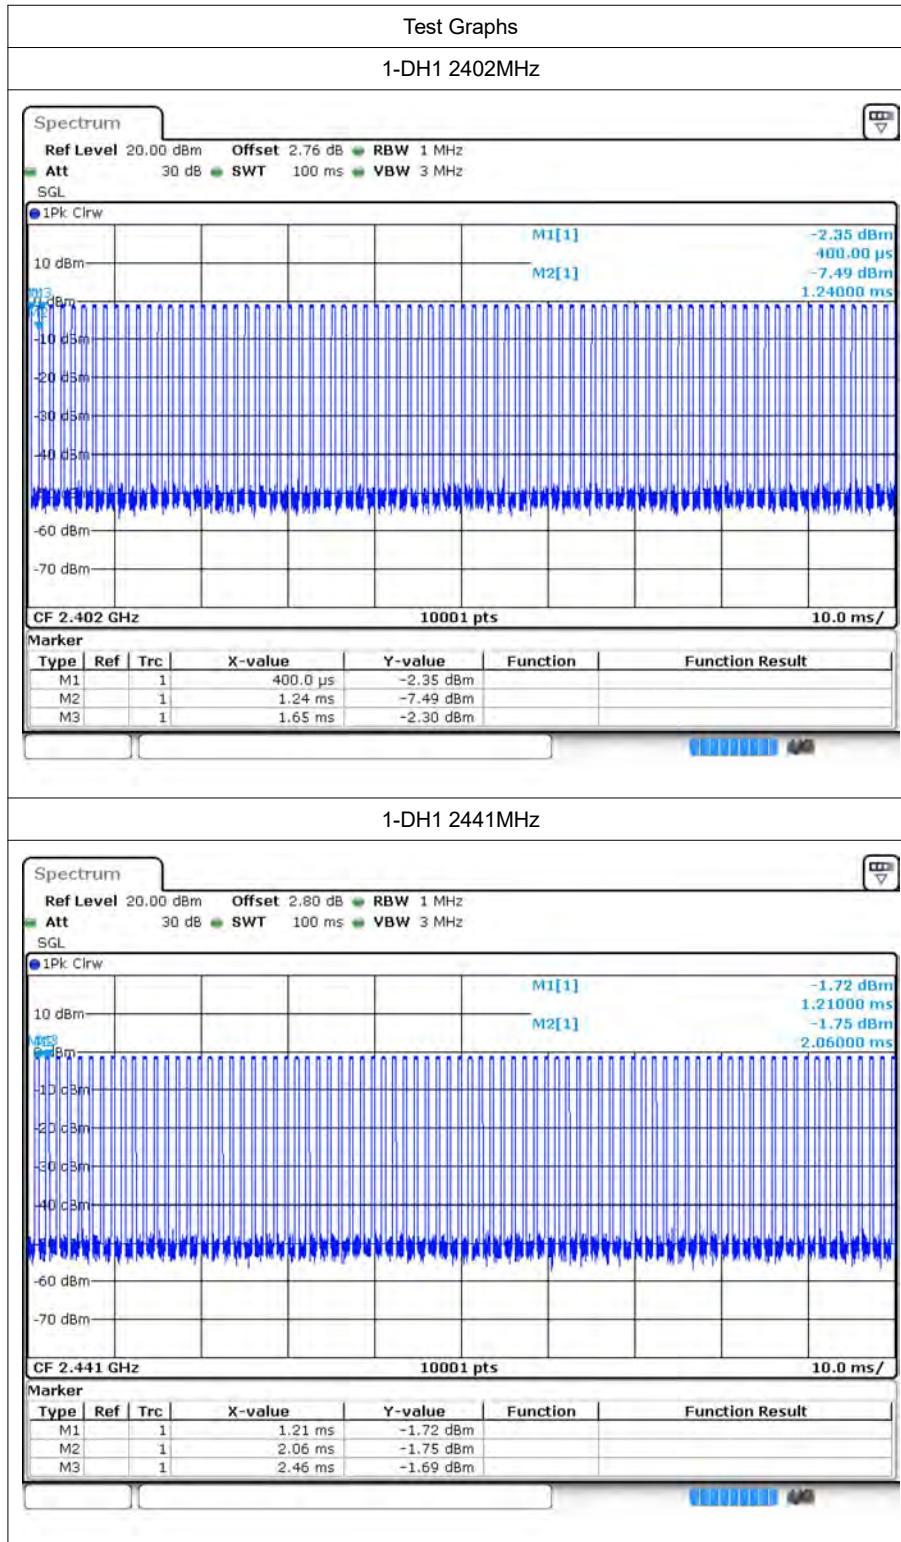 Test Graphs
1-DH1 2402MHz
Spectrum
Ref Level 20.00 dBm Offset 2.76 dB RBW 1 MHz
Att 30 dB SWT 100 ms VBW 3 MHz
SGL
1Pk Clrw
M1[1] -2.35 dBm
400.00 µs
10 dBm
M2[1] -7.49 dBm
1.24000 ms
-10 dBm
-20 dBm
-30 dBm
-40 dBm
-60 dBm
-70 dBm
CF 2.402 GHz 10001 pts 10.0 ms/
Marker
Type Ref Trc X-value Y-value Function Function Result
M1 1 400.0 µs -2.35 dBm
M2 1 1.24 ms -7.49 dBm
M3 1 1.65 ms -2.30 dBm
1-DH1 2441MHz
Spectrum
Ref Level 20.00 dBm Offset 2.80 dB RBW 1 MHz
Att 30 dB SWT 100 ms VBW 3 MHz
SGL
1Pk Clrw
M1[1] -1.72 dBm
1.21000 ms
10 dBm
M2[1] -1.75 dBm
2.06000 ms
-10 dBm
-20 dBm
-30 dBm
-40 dBm
-60 dBm
-70 dBm
CF 2.441 GHz 10001 pts 10.0 ms/
Marker
Type Ref Trc X-value Y-value Function Function Result
M1 1 1.21 ms -1.72 dBm
M2 1 2.06 ms -1.75 dBm
M3 1 2.46 ms -1.69 dBm